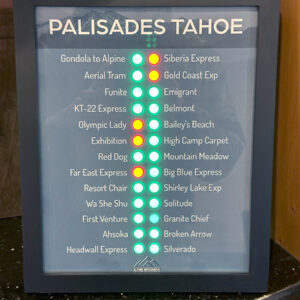 PALISADES TAHOE
Gondola to Alpine Siberia Express
Aerial Tram Gold Coast Exp
Funite Emigrant
KT-22 Express Belmont
Olympic Lady Bailey's Beach
Exhibition High Camp Carpet
Red Dog Mountain Meadow
Far East Express Big Blue Express
Resort Chair Shirley Lake Exp
Wa She Shu Solitude
First Venture Granite Chief
Ahsoka Broken Arrow
Headwall Express Silverado